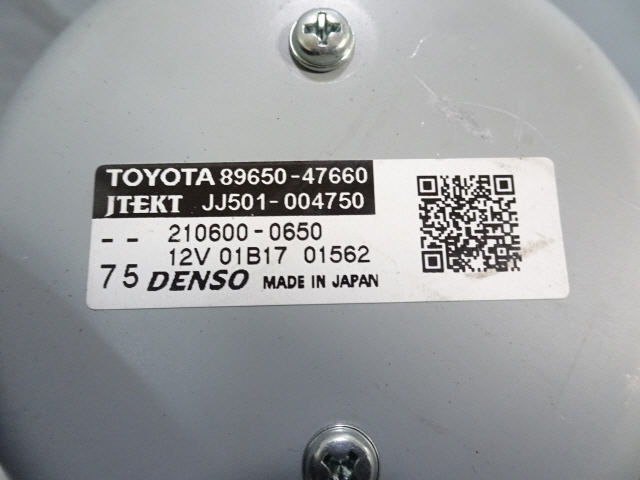 TOYOTA 89650-47660
JTEKT JJ501-004750
-- 210600-0650
12V 01B17 01562
75 DENSO MADE IN JAPAN